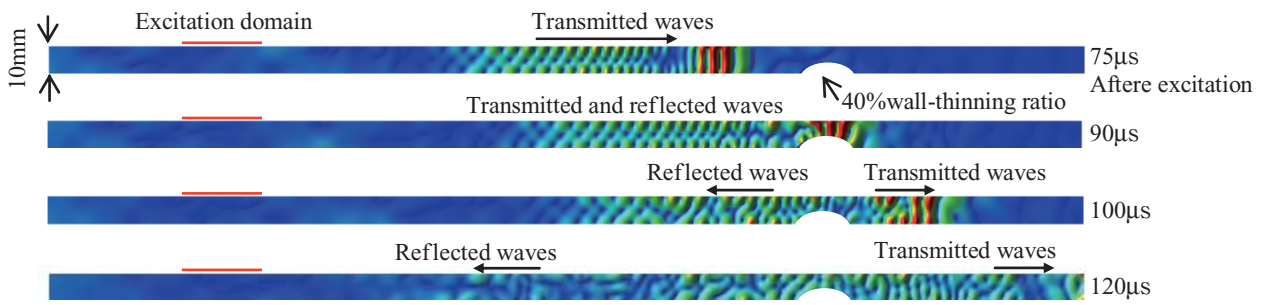 Excitation domain
Transmitted waves
10mm
75μs
Aftere excitation
40%wall-thinning ratio
Transmitted and reflected waves
90μs
Reflected waves
Transmitted waves
100μs
Reflected waves
Transmitted waves
120μs